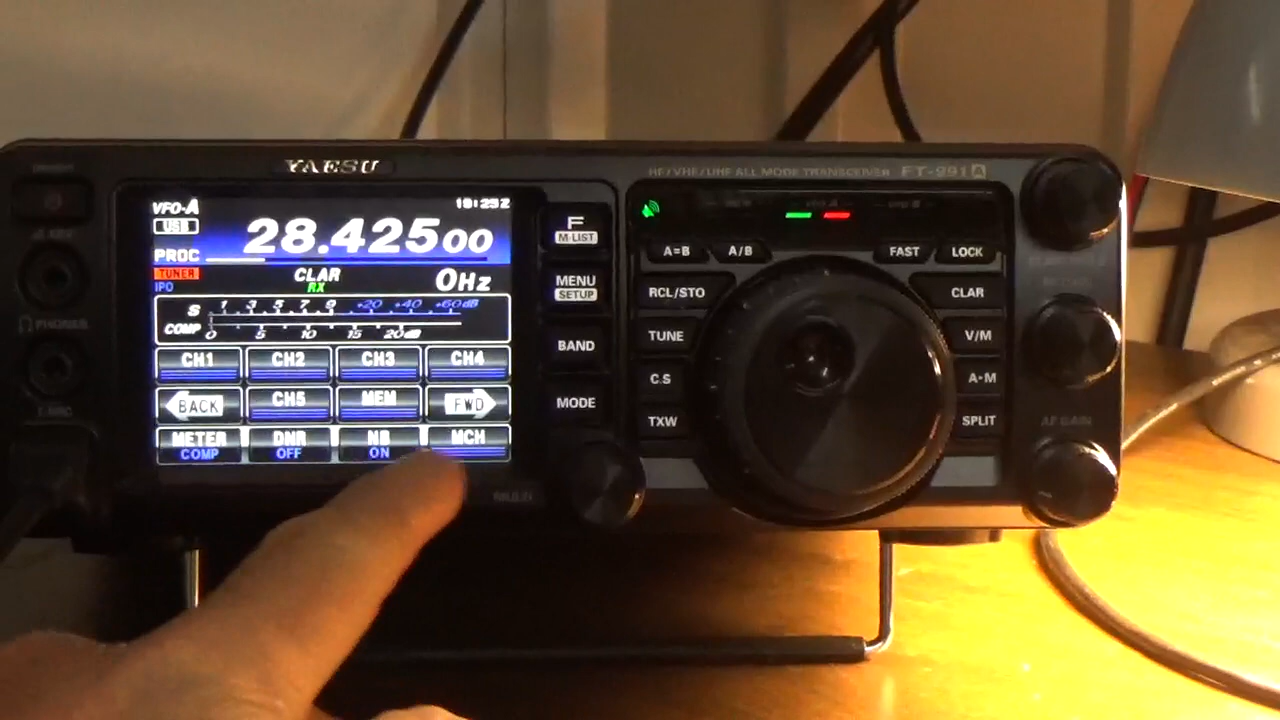 YAESU
HF/VHF/UHF ALL MODE TRANSCEIVER FT-991A
VFO-A
19:25Z
USB
28.42500
PROC
TUNER
IPO
CLAR
RX
0Hz
S 1 3 5 7 9 +20 +40 +60dB
COMP 0 5 10 15 20dB
CH1 CH2 CH3 CH4
BACK CH5 MEM FWD
METER DNR NB MCH
COMP OFF ON
F
M-LIST
MENU
SETUP
BAND
MODE
A=B A/B FAST LOCK
RCL/STO CLAR
TUNE V/M
C.S A▸M
TXW SPLIT
PHONES
AF GAIN